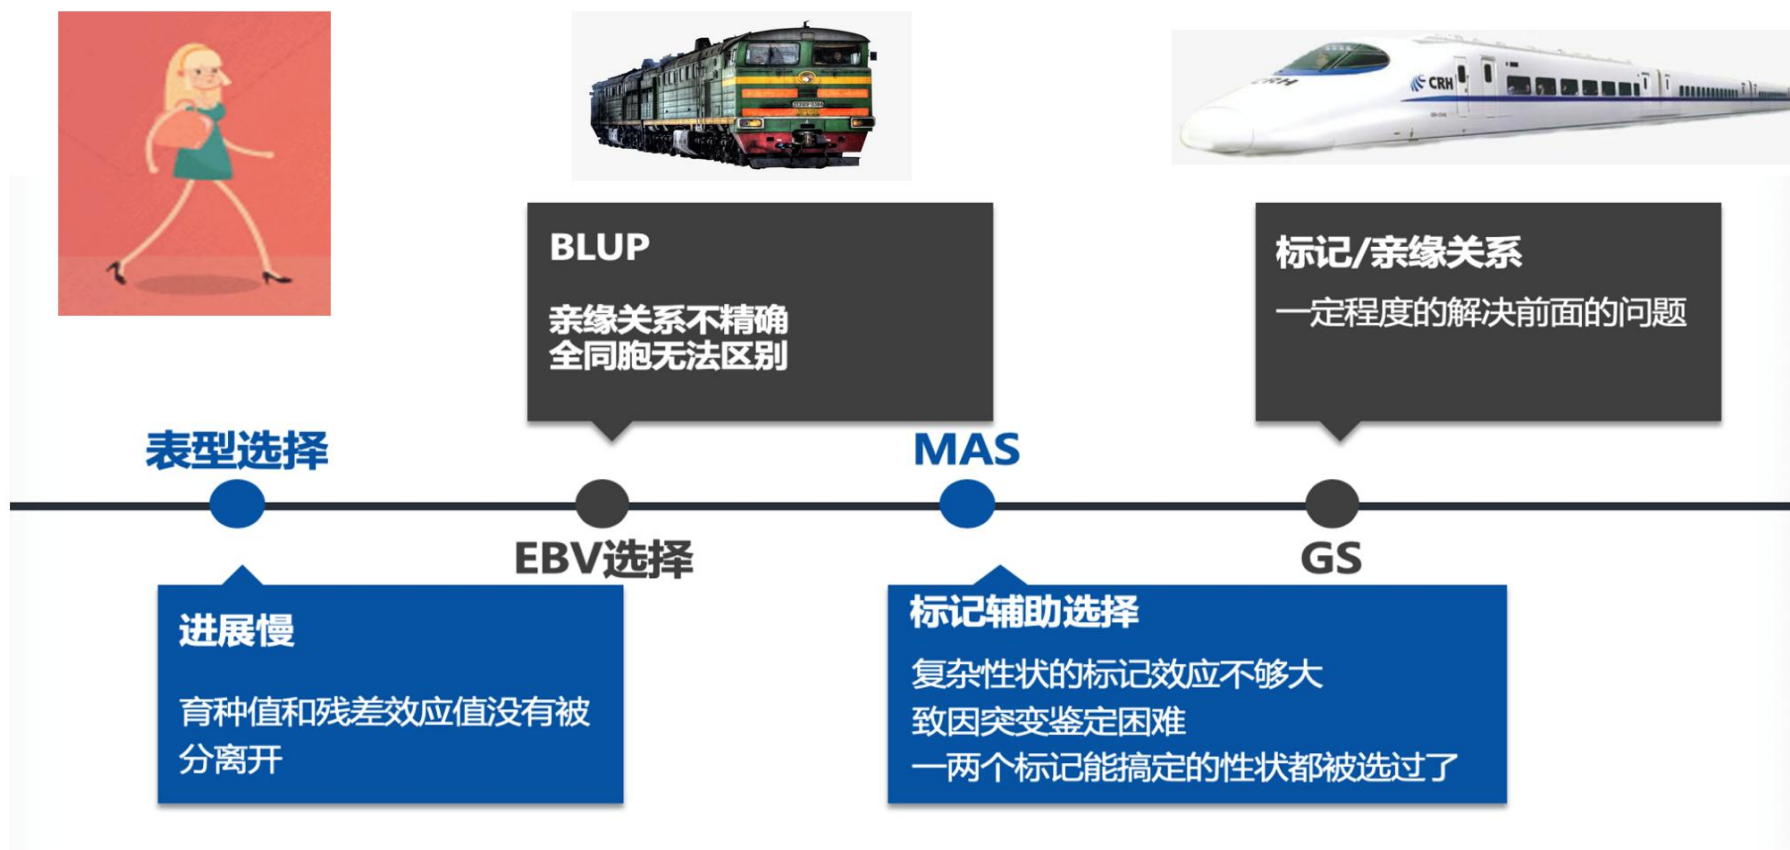 CRH
CRH
BLUP
亲缘关系不精确
全同胞无法区别
标记/亲缘关系
一定程度的解决前面的问题
表型选择
MAS
EBV选择
GS
进展慢
育种值和残差效应值没有被
分离开
标记辅助选择
复杂性状的标记效应不够大
致因突变鉴定困难
一两个标记能搞定的性状都被选过了